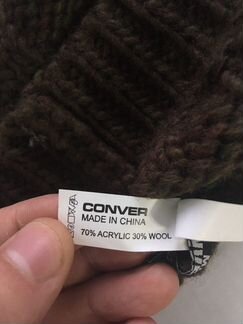 CONVER
MADE IN CHINA
70% ACRYLIC 30% WOOL